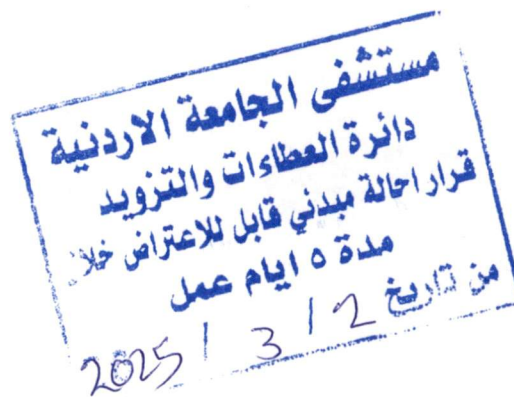 مستشفى الجامعة الاردنية
دائرة العطاءات والتزويد
قرار احالة مبدئي قابل للاعتراض خلال
مدة ٥ ايام عمل
من تاريخ 2 / 3 / 2025